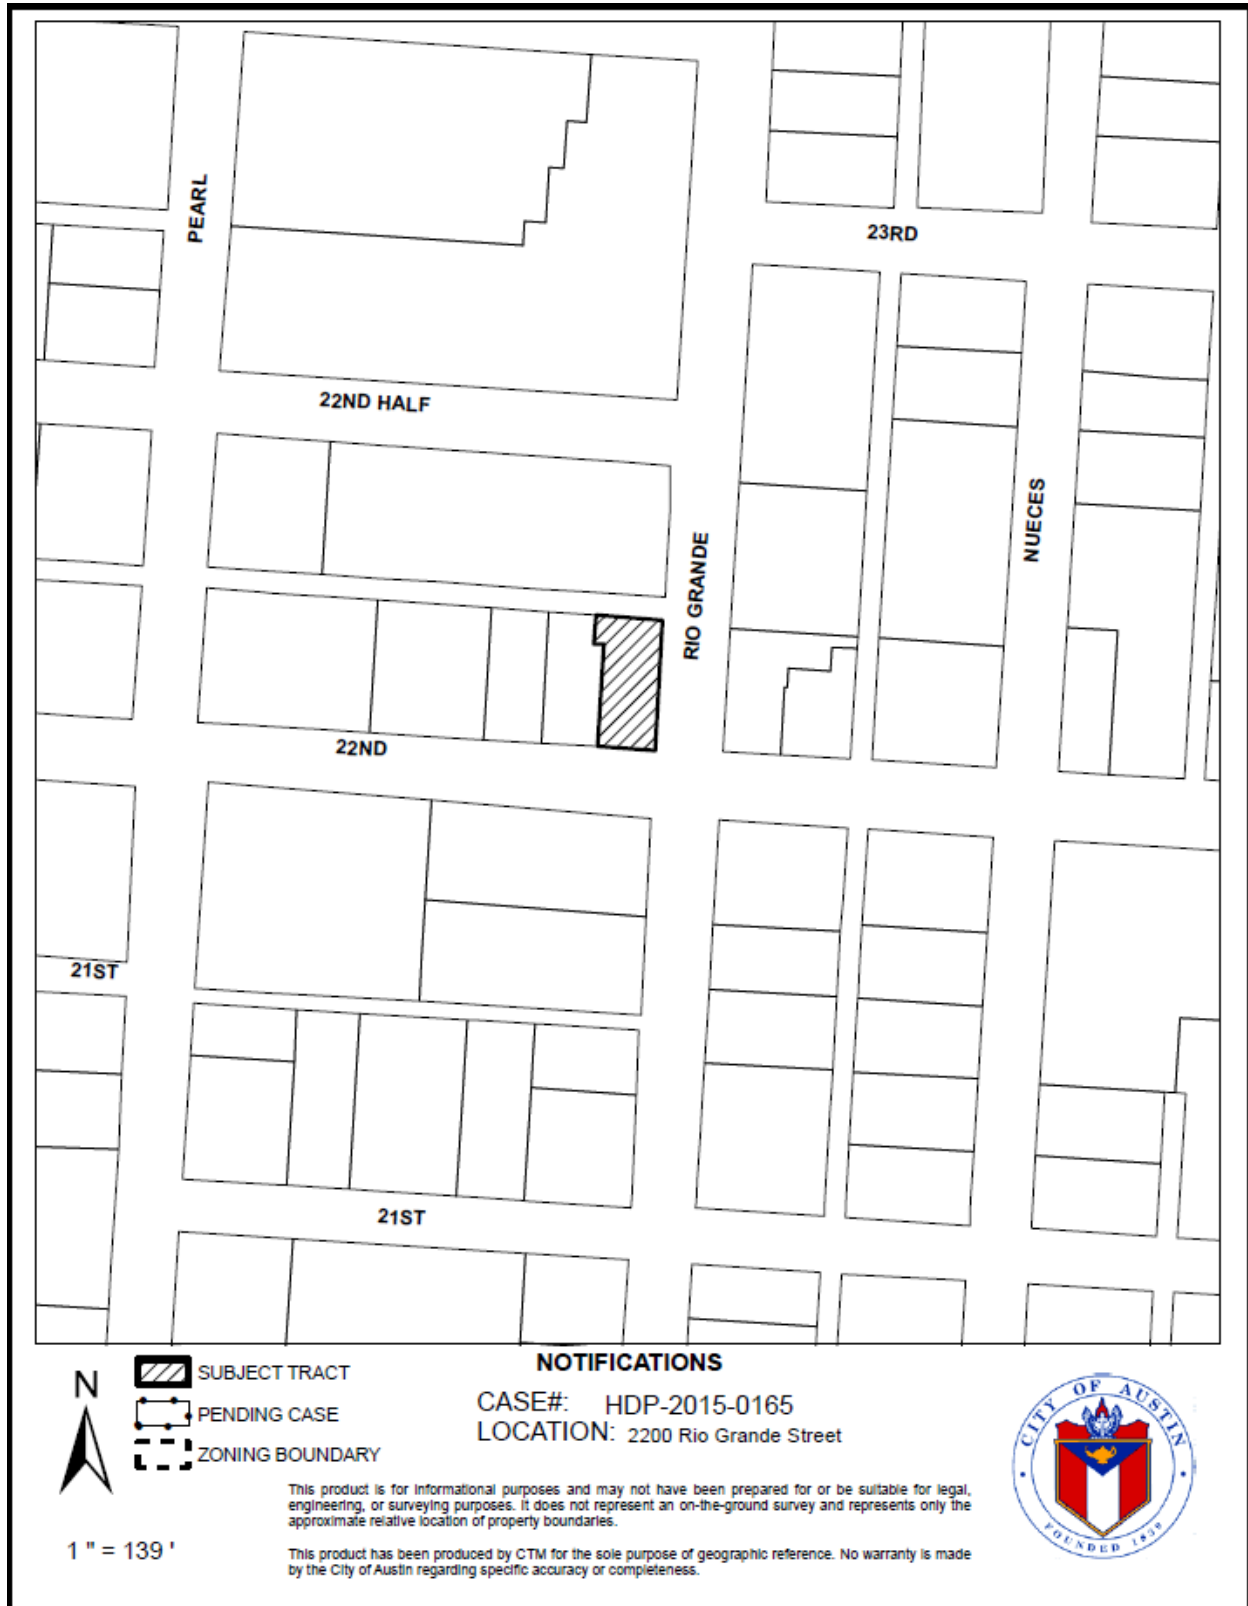 PEARL
23RD
22ND HALF
NUECES
RIO GRANDE
22ND
21ST
21ST
NOTIFICATIONS
N
SUBJECT TRACT
PENDING CASE
ZONING BOUNDARY
CASE#: HDP-2015-0165
LOCATION: 2200 Rio Grande Street
CITY OF AUSTIN
FOUNDED 1839
This product is for informational purposes and may not have been prepared for or be suitable for legal,
engineering, or surveying purposes. It does not represent an on-the-ground survey and represents only the
approximate relative location of property boundaries.
1 " = 139 '
This product has been produced by CTM for the sole purpose of geographic reference. No warranty is made
by the City of Austin regarding specific accuracy or completeness.